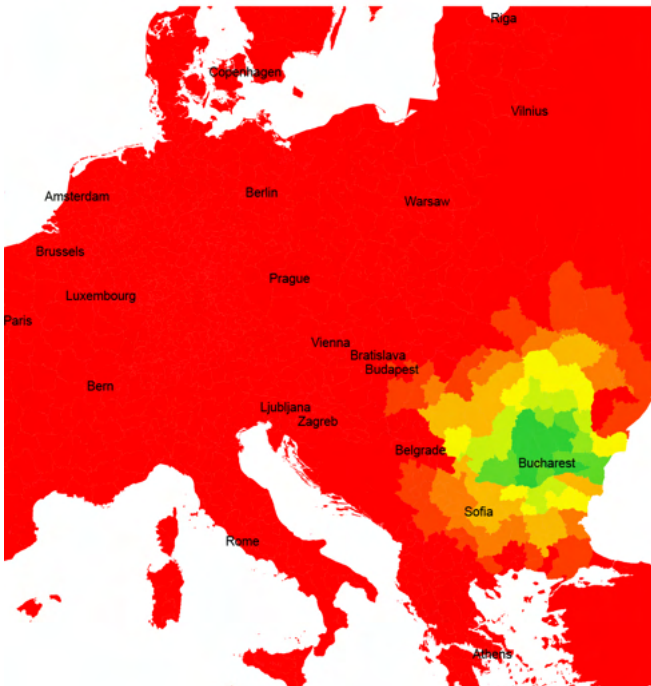 Riga
Copenhagen
Vilnius
Amsterdam
Berlin
Warsaw
Brussels
Prague
Luxembourg
Paris
Vienna
Bratislava
Budapest
Bern
Ljubljana
Zagreb
Belgrade
Bucharest
Sofia
Rome
Athens